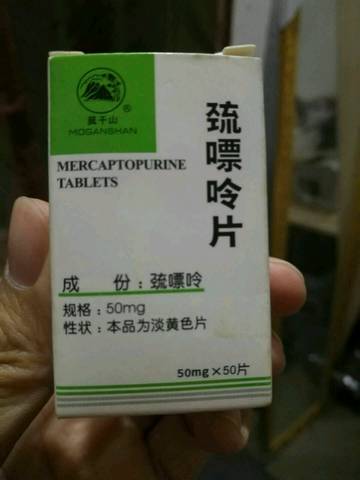 莫干山
®
MOGANSHAN
MERCAPTOPURINE
TABLETS
巯嘌呤片
成 份：巯嘌呤
规格：50mg
性状：本品为淡黄色片
50mg×50片